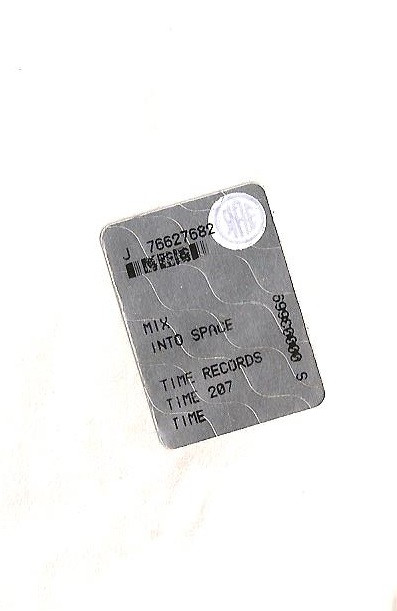 J 76627682
MIX
INTO SPACE
TIME RECORDS
TIME 207
TIME